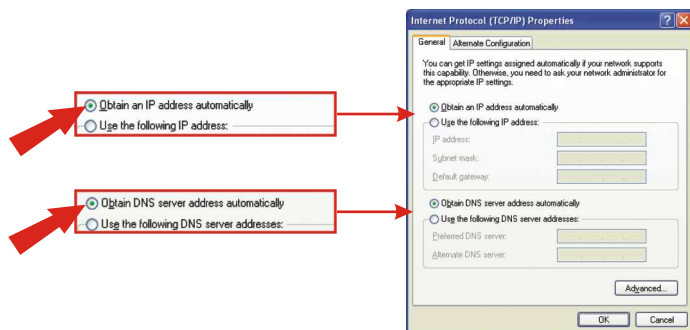 Obtain an IP address automatically
Use the following IP address:
Obtain DNS server address automatically
Use the following DNS server addresses:
Internet Protocol (TCP/IP) Properties
General
Alternate Configuration
You can get IP settings assigned automatically if your network supports
this capability. Otherwise, you need to ask your network administrator for
the appropriate IP settings.
Obtain an IP address automatically
Use the following IP address:
IP address:
Subnet mask:
Default gateway:
Obtain DNS server address automatically
Use the following DNS server addresses:
Preferred DNS server:
Alternate DNS server:
Advanced...
OK
Cancel